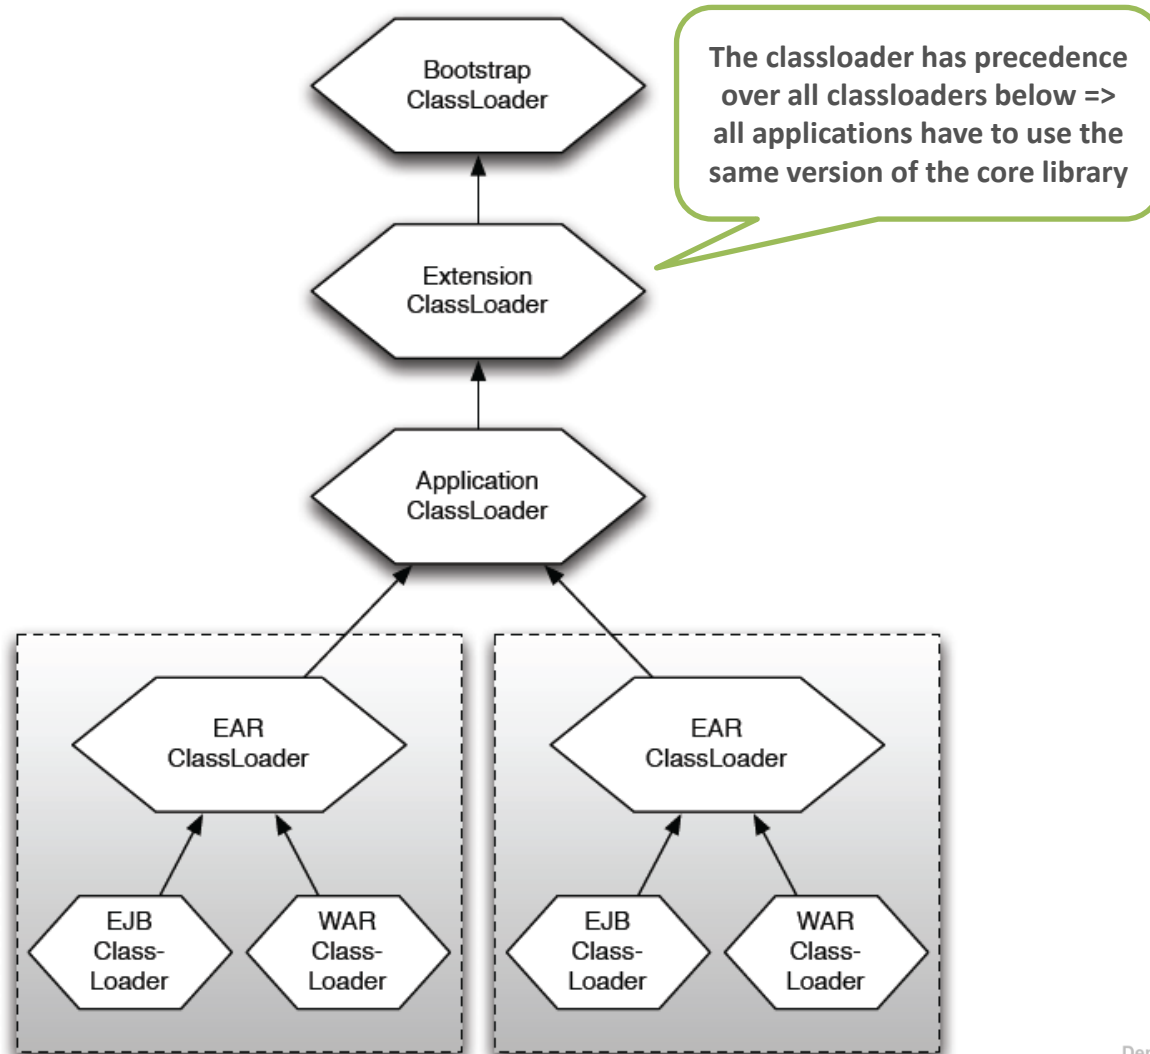 Bootstrap
ClassLoader
The classloader has precedence
over all classloaders below =>
all applications have to use the
same version of the core library
Extension
ClassLoader
Application
ClassLoader
EAR
ClassLoader
EAR
ClassLoader
EJB
Class-
Loader
WAR
Class-
Loader
EJB
Class-
Loader
WAR
Class-
Loader